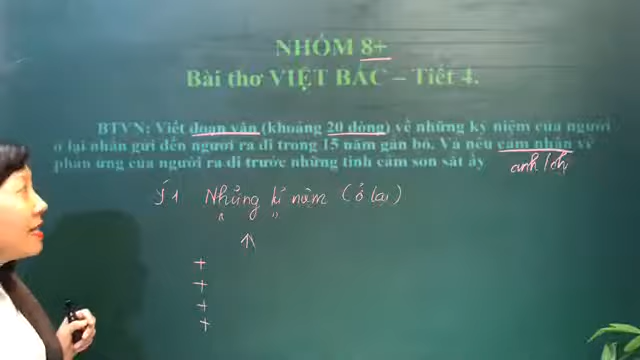 NHÓM 8+
Bài thơ VIỆT BẮC – Tiết 4.
BTVN: Viết đoạn văn (khoảng 20 dòng) về những kỷ niệm của người
ở lại nhắn gửi đến người ra đi trong 15 năm gắn bó. Và nêu cảm nhận về
phản ứng của người ra đi trước những tình cảm son sắt ấy
anh/chị
Ý 1 Những kỉ niệm (ở lại)
+
+
+
+